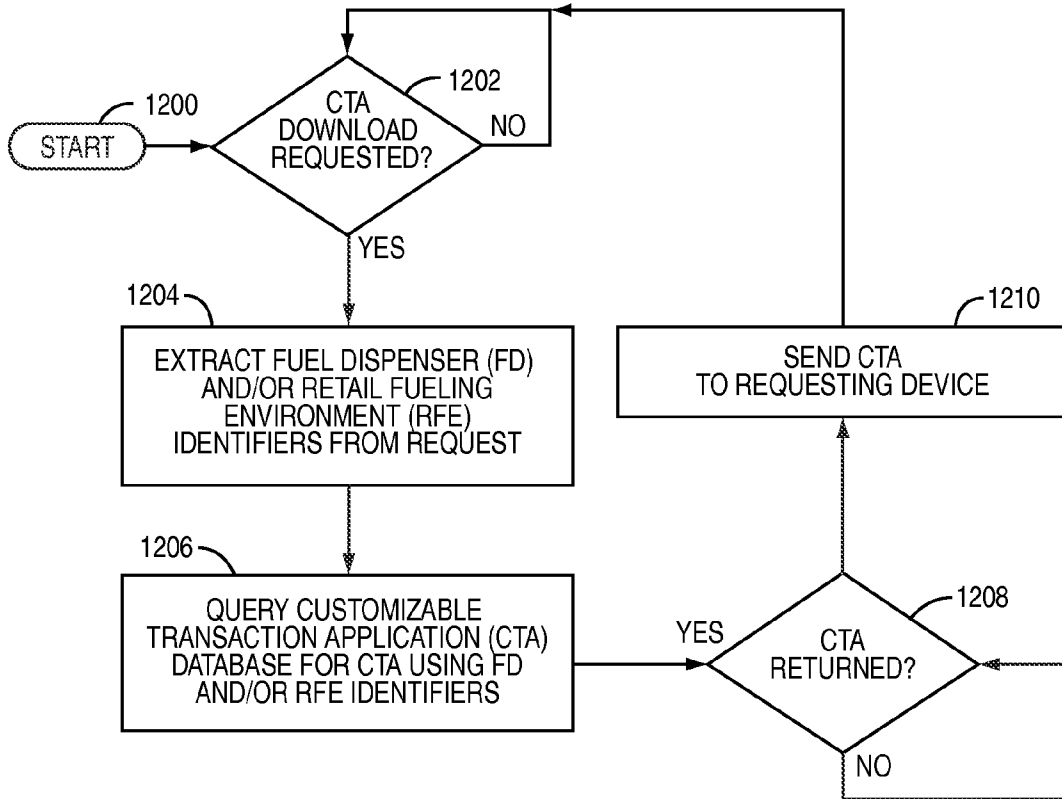 1200
START
1202
CTA
DOWNLOAD
REQUESTED?
NO
YES
1204
EXTRACT FUEL DISPENSER (FD)
AND/OR RETAIL FUELING
ENVIRONMENT (RFE)
IDENTIFIERS FROM REQUEST
1206
QUERY CUSTOMIZABLE
TRANSACTION APPLICATION (CTA)
DATABASE FOR CTA USING FD
AND/OR RFE IDENTIFIERS
1208
CTA
RETURNED?
YES
NO
1210
SEND CTA
TO REQUESTING DEVICE